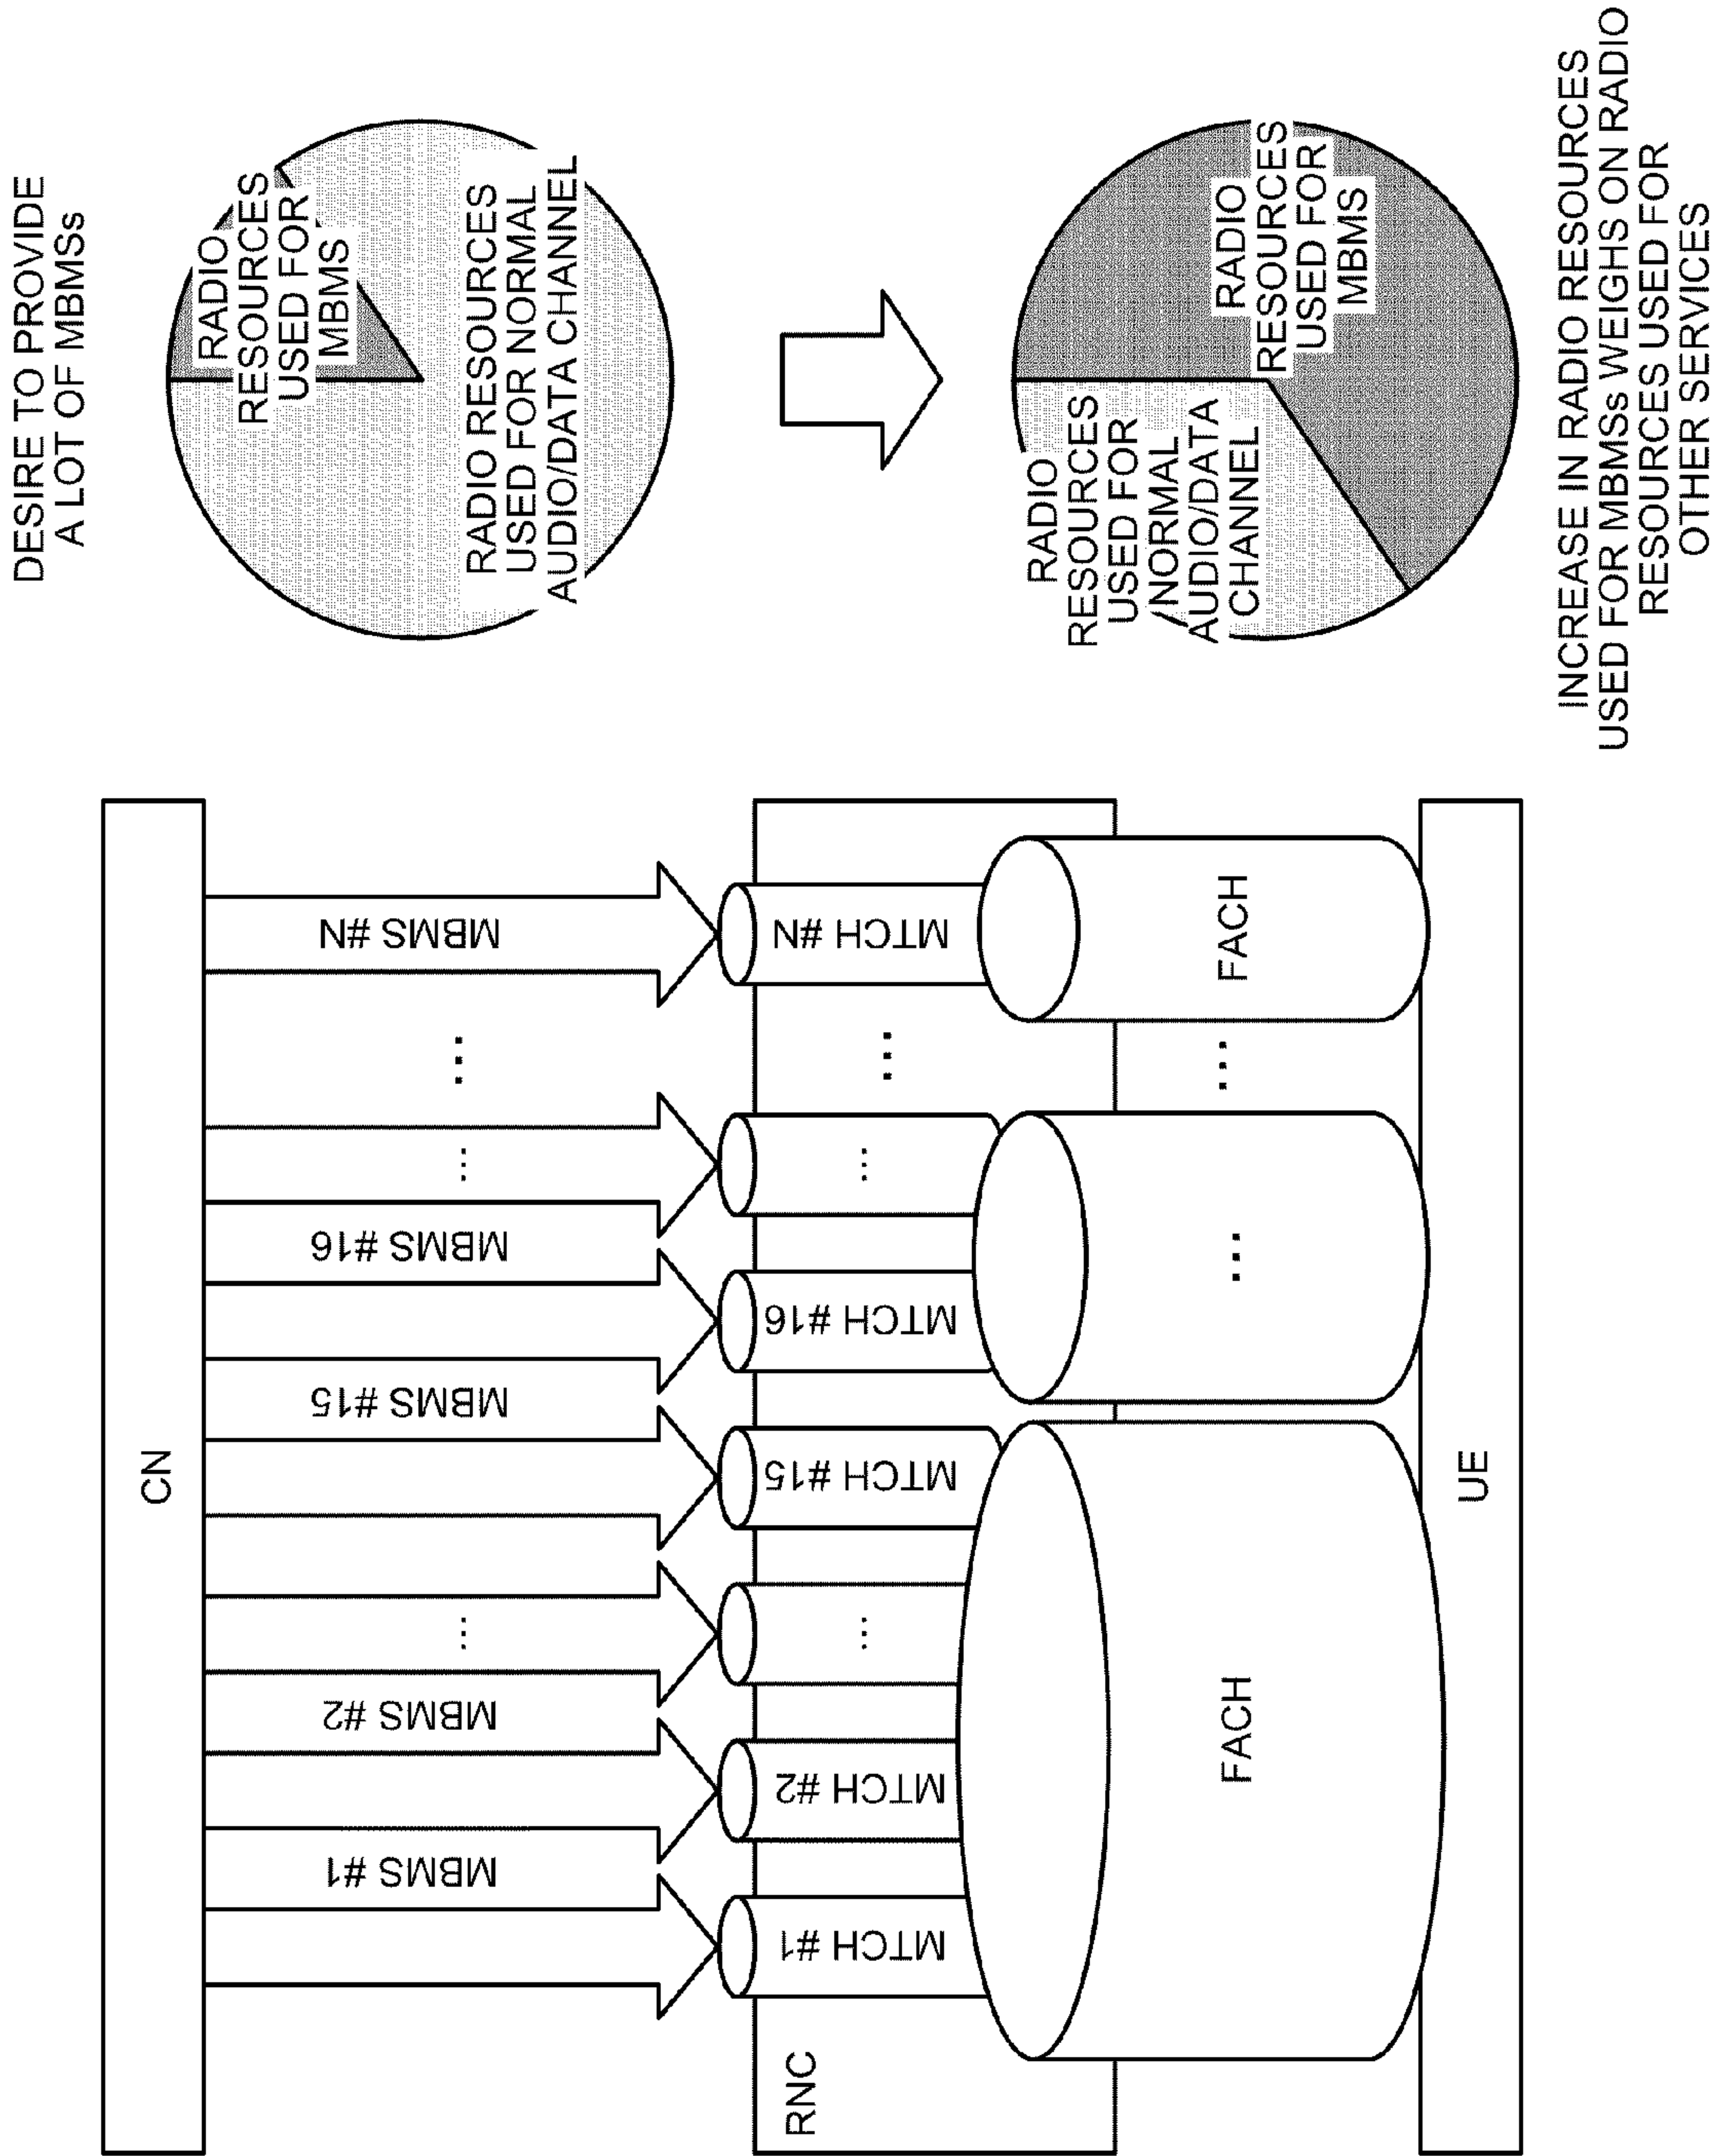 CN
MBMS #1
MBMS #2
...
MBMS #15
MBMS #16
...
...
MBMS #N
RNC
MTCH #1
MTCH #2
...
MTCH #15
MTCH #16
...
...
MTCH #N
FACH
...
...
FACH
UE
DESIRE TO PROVIDE
A LOT OF MBMSs
RADIO
RESOURCES
USED FOR
MBMS
RADIO RESOURCES
USED FOR NORMAL
AUDIO/DATA CHANNEL
RADIO
RESOURCES
USED FOR
NORMAL
AUDIO/DATA
CHANNEL
RADIO
RESOURCES
USED FOR
MBMS
INCREASE IN RADIO RESOURCES
USED FOR MBMSs WEIGHS ON RADIO
RESOURCES USED FOR
OTHER SERVICES